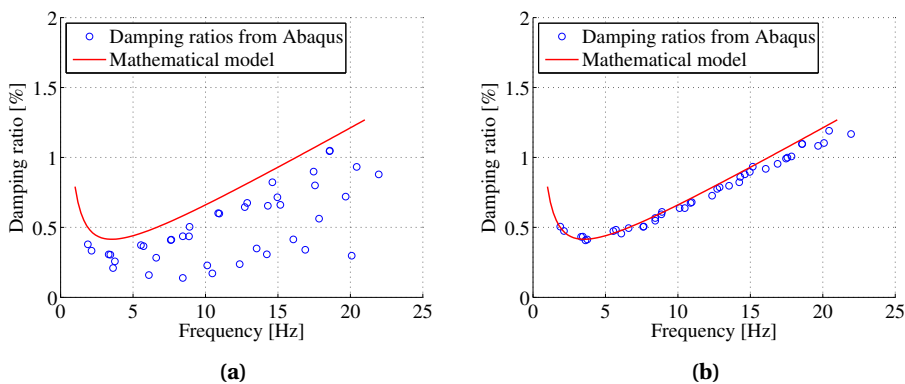 2
1.5
1
0.5
0
Damping ratio [%]
Damping ratios from Abaqus
Mathematical model
0 5 10 15 20 25
Frequency [Hz]
(a)
2
1.5
1
0.5
0
Damping ratio [%]
Damping ratios from Abaqus
Mathematical model
0 5 10 15 20 25
Frequency [Hz]
(b)